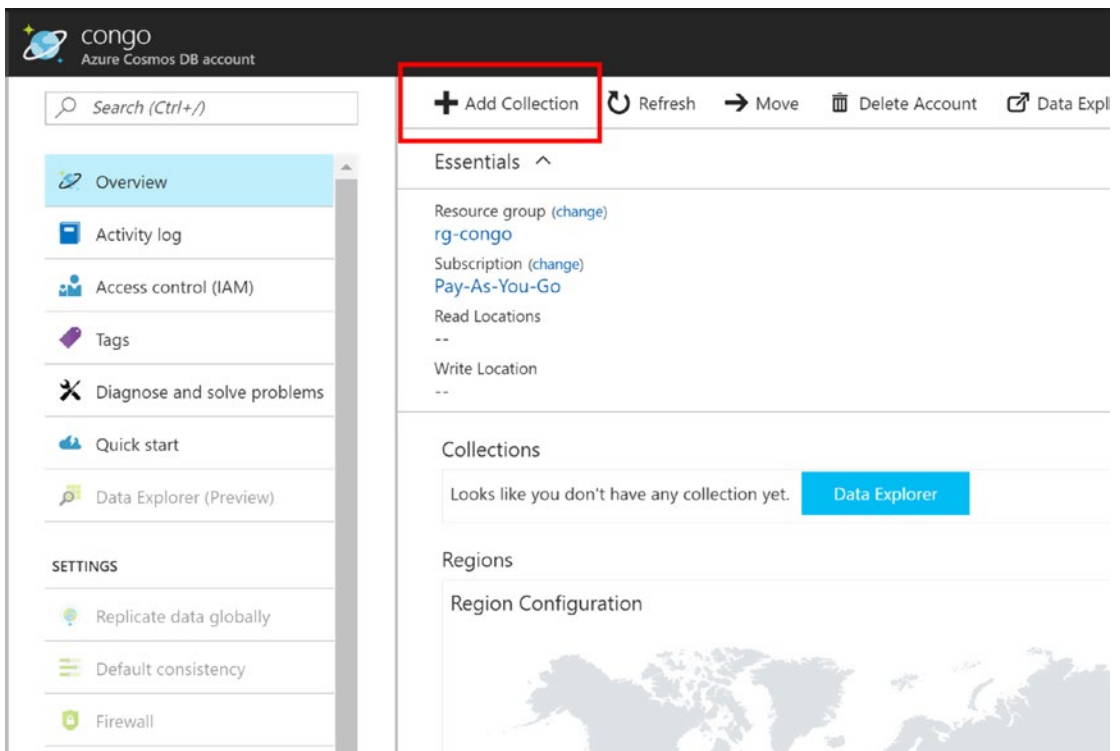 congo
Azure Cosmos DB account
Search (Ctrl+/)
Add Collection Refresh Move Delete Account Data Expl
Essentials
Overview
Activity log
Access control (IAM)
Tags
Diagnose and solve problems
Quick start
Data Explorer (Preview)
SETTINGS
Replicate data globally
Default consistency
Firewall
Resource group (change)
rg-congo
Subscription (change)
Pay-As-You-Go
Read Locations
--
Write Location
--
Collections
Looks like you don't have any collection yet. Data Explorer
Regions
Region Configuration